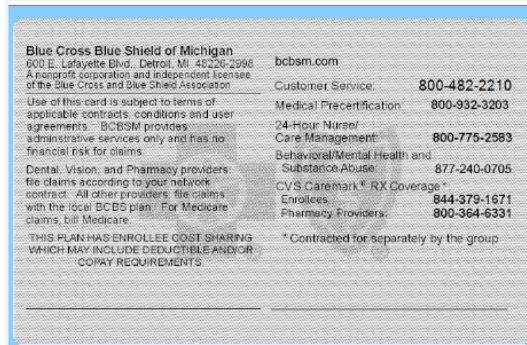 Blue Cross Blue Shield of Michigan
600 E. Lafayette Blvd., Detroit, MI 48226-2998
A nonprofit corporation and independent licensee
of the Blue Cross and Blue Shield Association
Use of this card is subject to terms of
applicable contracts, conditions and user
agreements. BCBSM provides
adminstrative services only and has no
financial risk for claims.
Dental, Vision, and Pharmacy providers:
file claims according to your network
contract. All other providers, file claims
with the local BCBS plan. For Medicare
claims, bill Medicare.
THIS PLAN HAS ENROLLEE COST SHARING
WHICH MAY INCLUDE DEDUCTIBLE AND/OR
COPAY REQUIREMENTS.
bcbsm.com
Customer Service: 800-482-2210
Medical Precertification: 800-932-3203
24-Hour Nurse/
Care Management: 800-775-2583
Behavioral/Mental Health and
Substance Abuse: 877-240-0705
CVS Caremark* RX Coverage*:
Enrollees: 844-379-1671
Pharmacy Providers: 800-364-6331
* Contracted for separately by the group